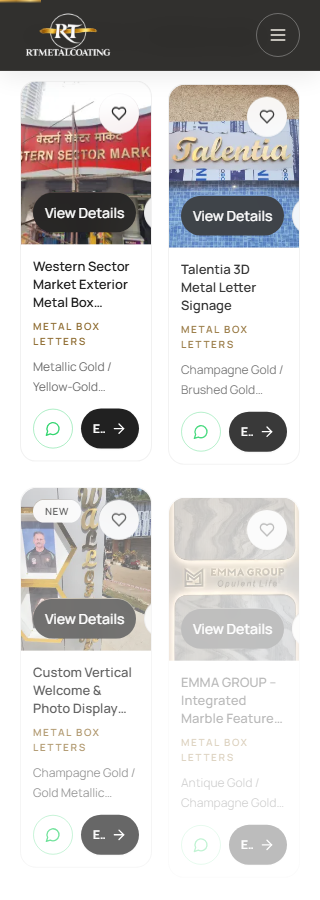 RT
RTMETALCOATING
वेस्टर्न सेक्टर मार्केट
STERN SECTOR MARK
View Details
Western Sector
Market Exterior
Metal Box...
METAL BOX
LETTERS
Metallic Gold /
Yellow-Gold...
E..
Talentia
View Details
Talentia 3D
Metal Letter
Signage
METAL BOX
LETTERS
Champagne Gold /
Brushed Gold...
E..
NEW
View Details
Custom Vertical
Welcome &
Photo Display...
METAL BOX
LETTERS
Champagne Gold /
Gold Metallic...
E..
EMMA GROUP
Opulent Life
View Details
EMMA GROUP –
Integrated
Marble Feature...
METAL BOX
LETTERS
Antique Gold /
Champagne Gold...
E..